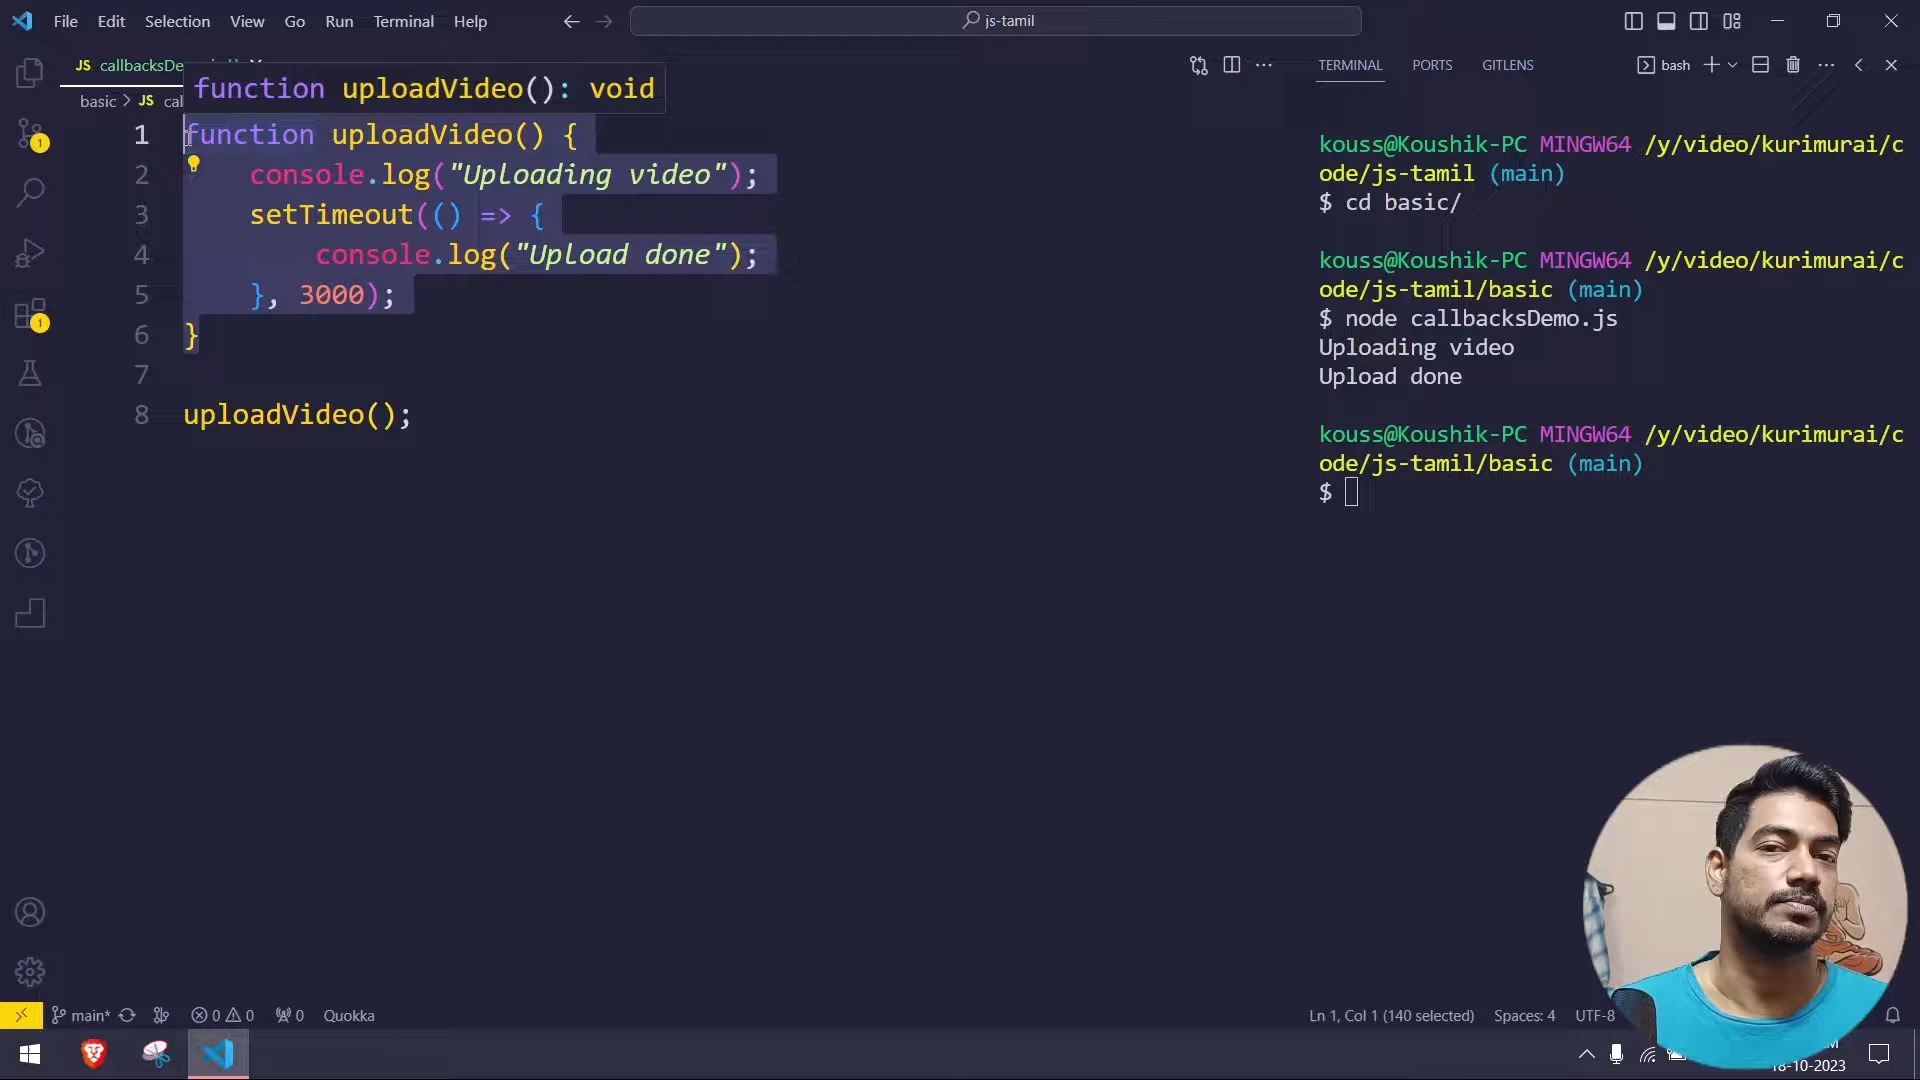 File Edit Selection View Go Run Terminal Help
js-tamil
JS callbacksDe
basic > JS cal
function uploadVideo(): void
1 function uploadVideo() {
2 console.log("Uploading video");
3 setTimeout(() => {
4 console.log("Upload done");
5 }, 3000);
6 }
7
8 uploadVideo();
1
1
TERMINAL PORTS GITLENS
bash
kouss@Koushik-PC MINGW64 /y/video/kurimurai/c
ode/js-tamil (main)
$ cd basic/
kouss@Koushik-PC MINGW64 /y/video/kurimurai/c
ode/js-tamil/basic (main)
$ node callbacksDemo.js
Uploading video
Upload done
kouss@Koushik-PC MINGW64 /y/video/kurimurai/c
ode/js-tamil/basic (main)
$
main* 0 0 0 Quokka
Ln 1, Col 1 (140 selected) Spaces: 4 UTF-8
18-10-2023